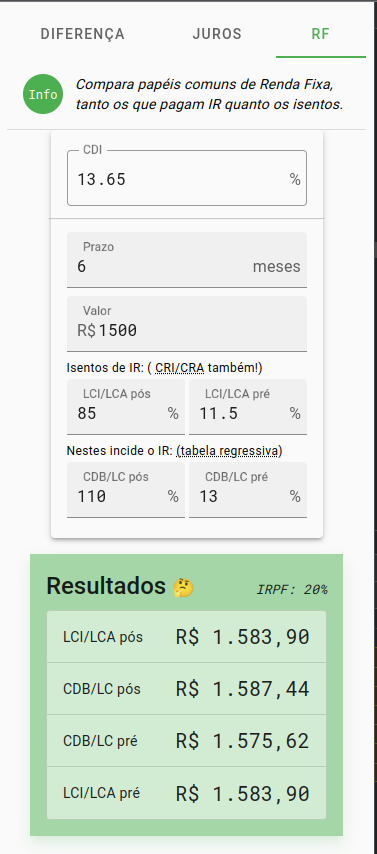 DIFERENÇA JUROS RF
Info
Compara papéis comuns de Renda Fixa,
tanto os que pagam IR quanto os isentos.
CDI
13.65 %
Prazo
6 meses
Valor
R$ 1500
Isentos de IR: ( CRI/CRA também!)
LCI/LCA pós LCI/LCA pré
85 % 11.5 %
Nestes incide o IR: (tabela regressiva)
CDB/LC pós CDB/LC pré
110 % 13 %
Resultados 🤔 IRPF: 20%
LCI/LCA pós R$ 1.583,90
CDB/LC pós R$ 1.587,44
CDB/LC pré R$ 1.575,62
LCI/LCA pré R$ 1.583,90